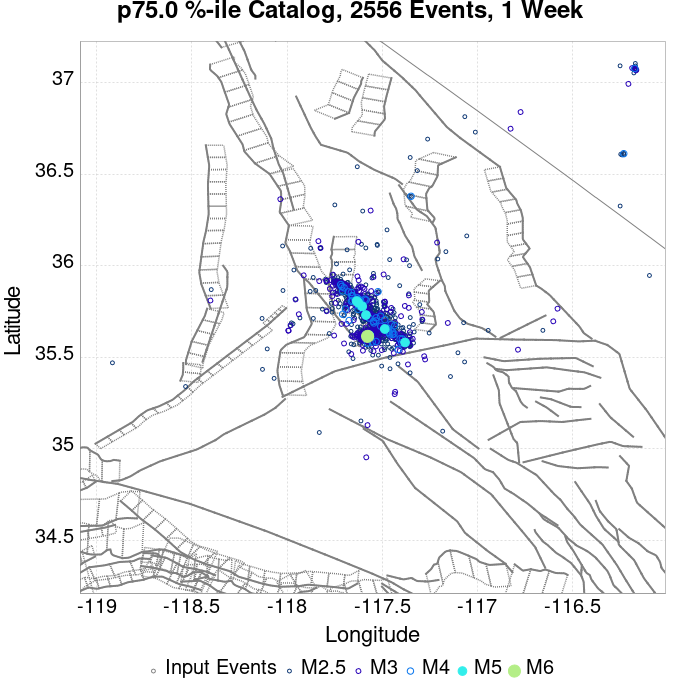 p75.0 %-ile Catalog, 2556 Events, 1 Week
37
36.5
36
35.5
35
34.5
Latitude
-119 -118.5 -118 -117.5 -117 -116.5
Longitude
Input Events M2.5 M3 M4 M5 M6